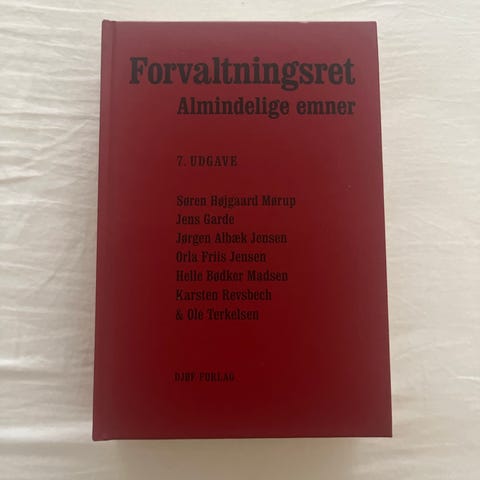 Forvaltningsret
Almindelige emner
7. UDGAVE
Søren Højgaard Mørup
Jens Garde
Jørgen Albæk Jensen
Orla Friis Jensen
Helle Bødker Madsen
Karsten Revsbech
& Ole Terkelsen
DJØF FORLAG